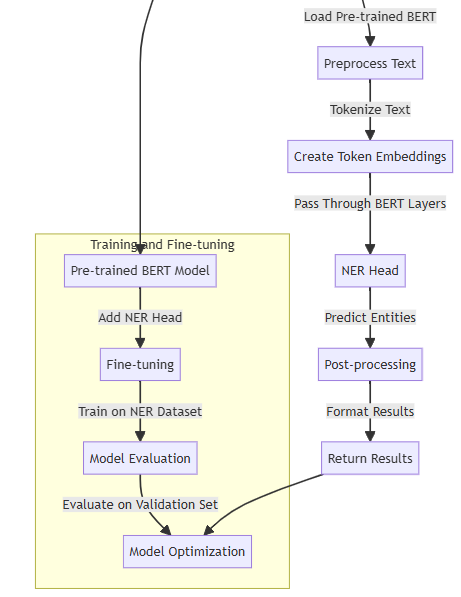 Load Pre-trained BERT
Preprocess Text
Tokenize Text
Create Token Embeddings
Pass Through BERT Layers
Training and Fine-tuning
Pre-trained BERT Model
NER Head
Add NER Head
Predict Entities
Fine-tuning
Post-processing
Train on NER Dataset
Format Results
Model Evaluation
Return Results
Evaluate on Validation Set
Model Optimization